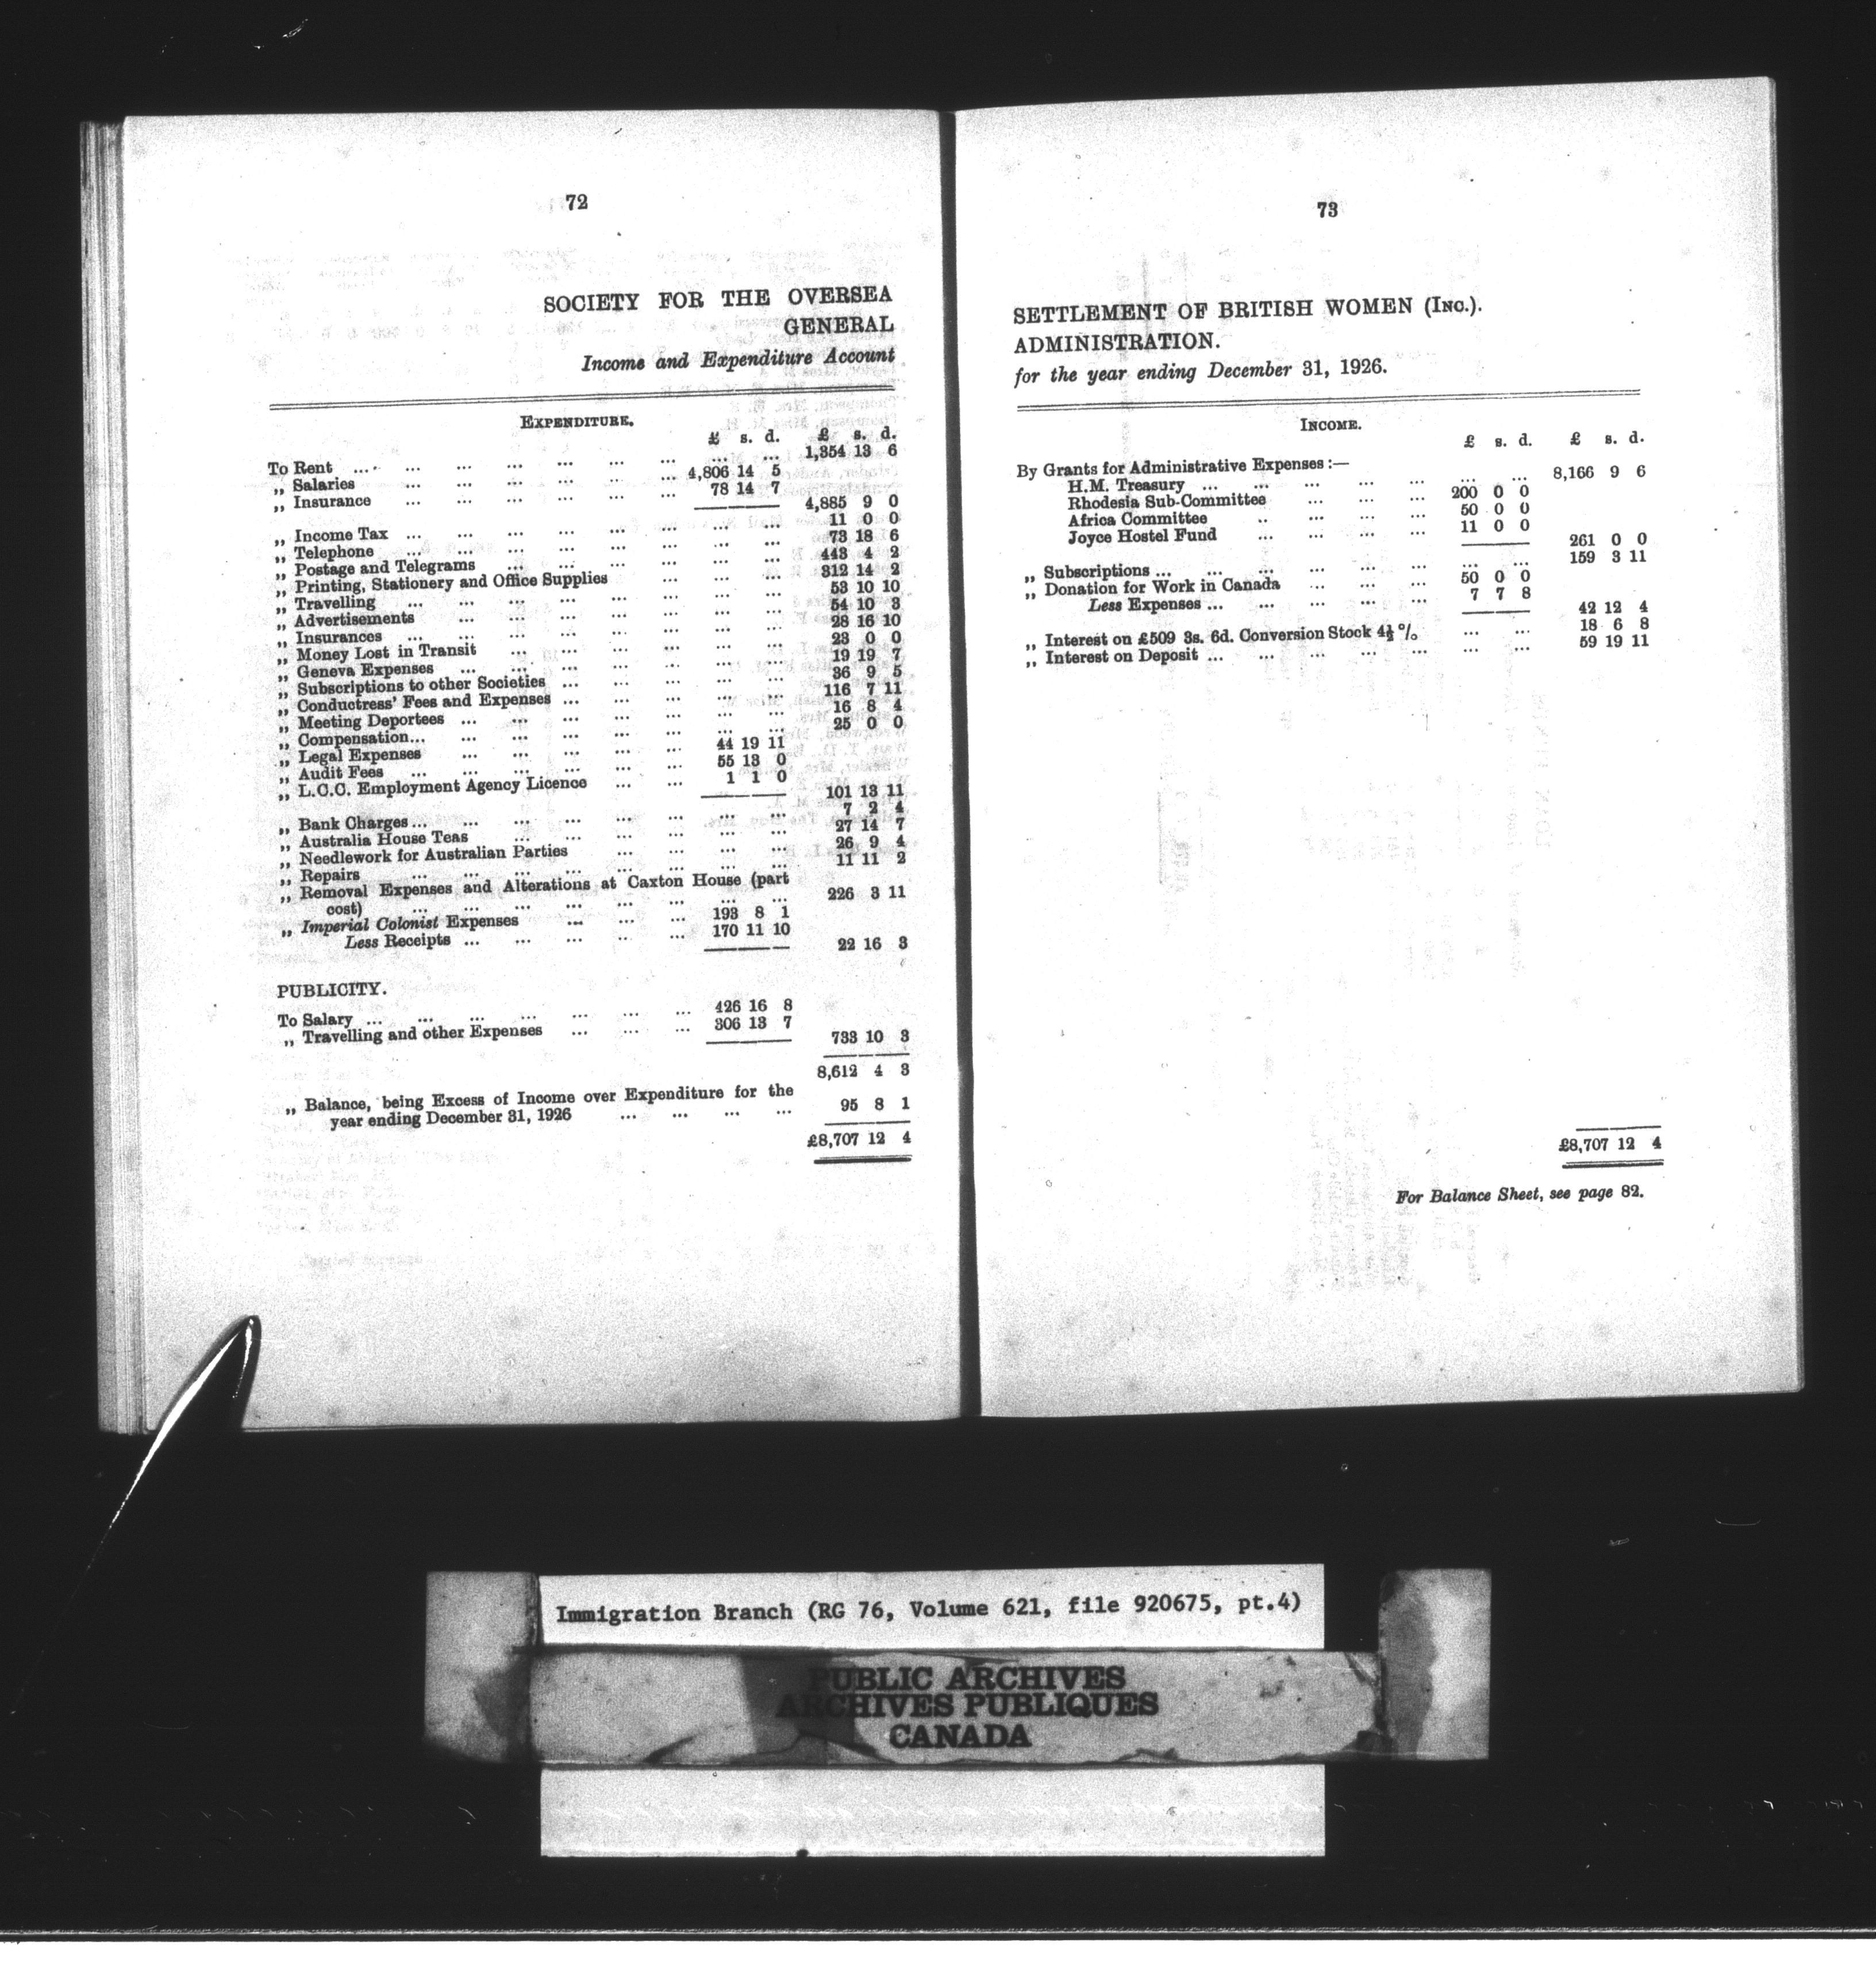 72
SOCIETY FOR THE OVERSEA
GENERAL
Income and Expenditure Account
EXPENDITURE.
£ s. d. £ s. d.
To Rent ... ... ... ... ... ... ... ... ... 1,354 13 6
„ Salaries ... ... ... ... ... ... 4,806 14 5
„ Insurance ... ... ... ... ... ... 78 14 7
4,885 9 0
„ Income Tax ... ... ... ... ... ... ... ... 11 0 0
„ Telephone ... ... ... ... ... ... ... ... 73 18 6
„ Postage and Telegrams ... ... ... ... ... ... 443 4 2
„ Printing, Stationery and Office Supplies ... ... ... ... 312 14 2
„ Travelling ... ... ... ... ... ... ... ... 53 10 10
„ Advertisements ... ... ... ... ... ... ... 54 10 3
„ Insurances ... ... ... ... ... ... ... ... 28 16 10
„ Money Lost in Transit ... ... ... ... ... ... 23 0 0
„ Geneva Expenses ... ... ... ... ... ... ... 19 19 7
„ Subscriptions to other Societies ... ... ... ... ... 36 9 5
„ Conductress' Fees and Expenses ... ... ... ... ... 116 7 11
„ Meeting Deportees ... ... ... ... ... ... ... 16 8 4
„ Compensation... ... ... ... ... ... ... ... 25 0 0
„ Legal Expenses ... ... ... ... ... 44 19 11
„ Audit Fees ... ... ... ... ... ... 55 13 0
„ L.C.C. Employment Agency Licence ... ... 1 1 0
101 13 11
„ Bank Charges... ... ... ... ... ... ... ... 7 2 4
„ Australia House Teas ... ... ... ... ... ... 27 14 7
„ Needlework for Australian Parties ... ... ... ... 26 9 4
„ Repairs ... ... ... ... ... ... ... ... 11 11 2
„ Removal Expenses and Alterations at Caxton House (part
cost) ... ... ... ... ... ... ... ... 226 3 11
„ Imperial Colonist Expenses ... ... ... 193 8 1
Less Receipts ... ... ... ... ... 170 11 10
22 16 3
PUBLICITY.
To Salary ... ... ... ... ... ... ... 426 16 8
„ Travelling and other Expenses ... ... ... 306 13 7
733 10 3
8,612 4 3
„ Balance, being Excess of Income over Expenditure for the
year ending December 31, 1926 ... ... ... ... 95 8 1
£8,707 12 4
73
SETTLEMENT OF BRITISH WOMEN (INC.).
ADMINISTRATION.
for the year ending December 31, 1926.
INCOME.
£ s. d. £ s. d.
By Grants for Administrative Expenses :—
H.M. Treasury ... ... ... ... ... ... ... 8,166 9 6
Rhodesia Sub-Committee ... ... ... 200 0 0
Africa Committee .. ... ... ... 50 0 0
Joyce Hostel Fund ... ... ... ... 11 0 0
261 0 0
„ Subscriptions ... ... ... ... ... ... ... ... 159 3 11
„ Donation for Work in Canada ... ... ... 50 0 0
Less Expenses ... ... ... ... ... 7 7 8
42 12 4
„ Interest on £509 3s. 6d. Conversion Stock 4½ % ... ... 18 6 8
„ Interest on Deposit ... ... ... ... ... ... ... 59 19 11
£8,707 12 4
For Balance Sheet, see page 82.
Immigration Branch (RG 76, Volume 621, file 920675, pt.4)
PUBLIC ARCHIVES
ARCHIVES PUBLIQUES
CANADA